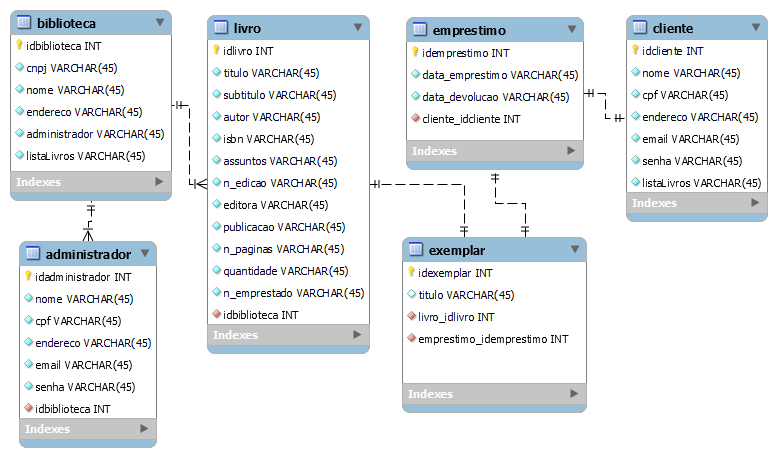 biblioteca
idbiblioteca INT
cnpj VARCHAR(45)
nome VARCHAR(45)
endereco VARCHAR(45)
administrador VARCHAR(45)
listaLivros VARCHAR(45)
Indexes
administrador
idadministrador INT
nome VARCHAR(45)
cpf VARCHAR(45)
endereco VARCHAR(45)
email VARCHAR(45)
senha VARCHAR(45)
idbiblioteca INT
Indexes
livro
idlivro INT
titulo VARCHAR(45)
subtitulo VARCHAR(45)
autor VARCHAR(45)
isbn VARCHAR(45)
assuntos VARCHAR(45)
n_edicao VARCHAR(45)
editora VARCHAR(45)
publicacao VARCHAR(45)
n_paginas VARCHAR(45)
quantidade VARCHAR(45)
n_emprestado VARCHAR(45)
idbiblioteca INT
Indexes
emprestimo
idemprestimo INT
data_emprestimo VARCHAR(45)
data_devolucao VARCHAR(45)
cliente_idcliente INT
Indexes
exemplar
idexemplar INT
titulo VARCHAR(45)
livro_idlivro INT
emprestimo_idemprestimo INT
Indexes
cliente
idcliente INT
nome VARCHAR(45)
cpf VARCHAR(45)
endereco VARCHAR(45)
email VARCHAR(45)
senha VARCHAR(45)
listaLivros VARCHAR(45)
Indexes